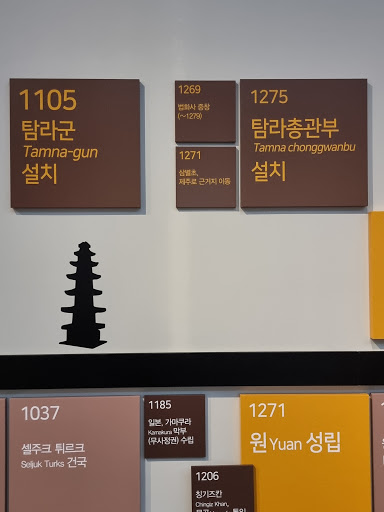 1105
탐라군
Tamna-gun
설치
1269
법화사 중창
(~1279)
1271
삼별초,
제주로 근거지 이동
1275
탐라총관부
Tamna chonggwanbu
설치
1037
셀주크 튀르크
Seljuk Turks 건국
1185
일본, 가마쿠라
Kamakura 막부
(무사정권) 수립
1206
칭기즈칸
Chingiz Khan,
1271
원 Yuan 성립